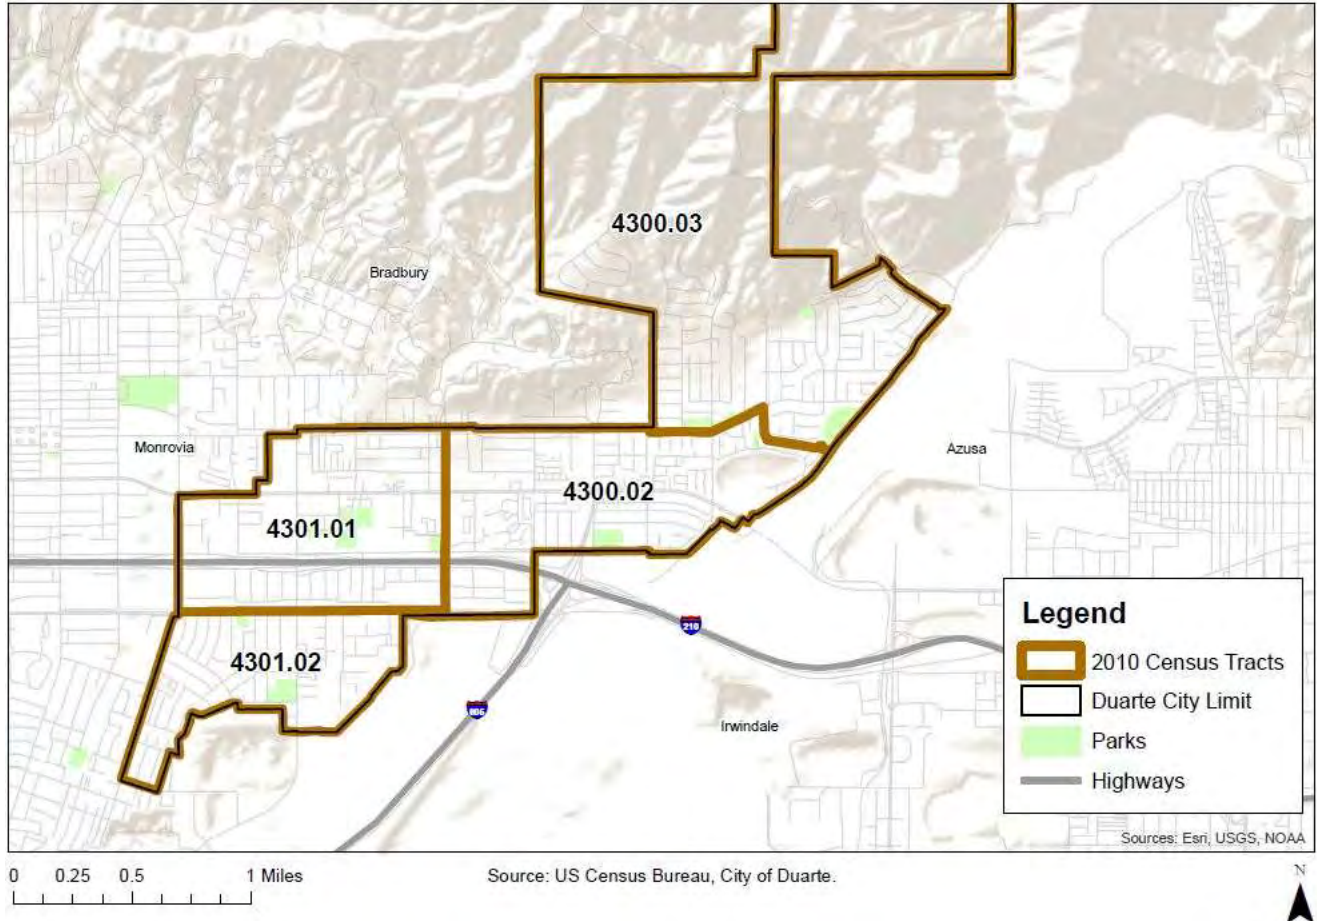 4300.03
Bradbury
Monrovia
Azusa
4300.02
4301.01
Legend
210
2010 Census Tracts
4301.02
Duarte City Limit
605
Irwindale
Parks
Highways
Sources: Esri, USGS, NOAA
0 0.25 0.5 1 Miles
Source: US Census Bureau, City of Duarte.
N